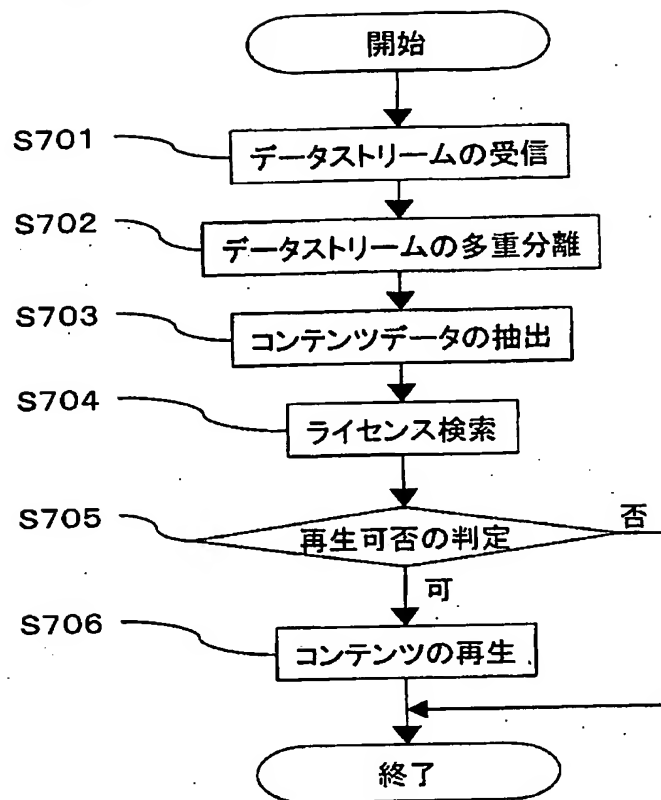 開始
S701
データストリームの受信
S702
データストリームの多重分離
S703
コンテンツデータの抽出
S704
ライセンス検索
S705
再生可否の判定
否
可
S706
コンテンツの再生
終了